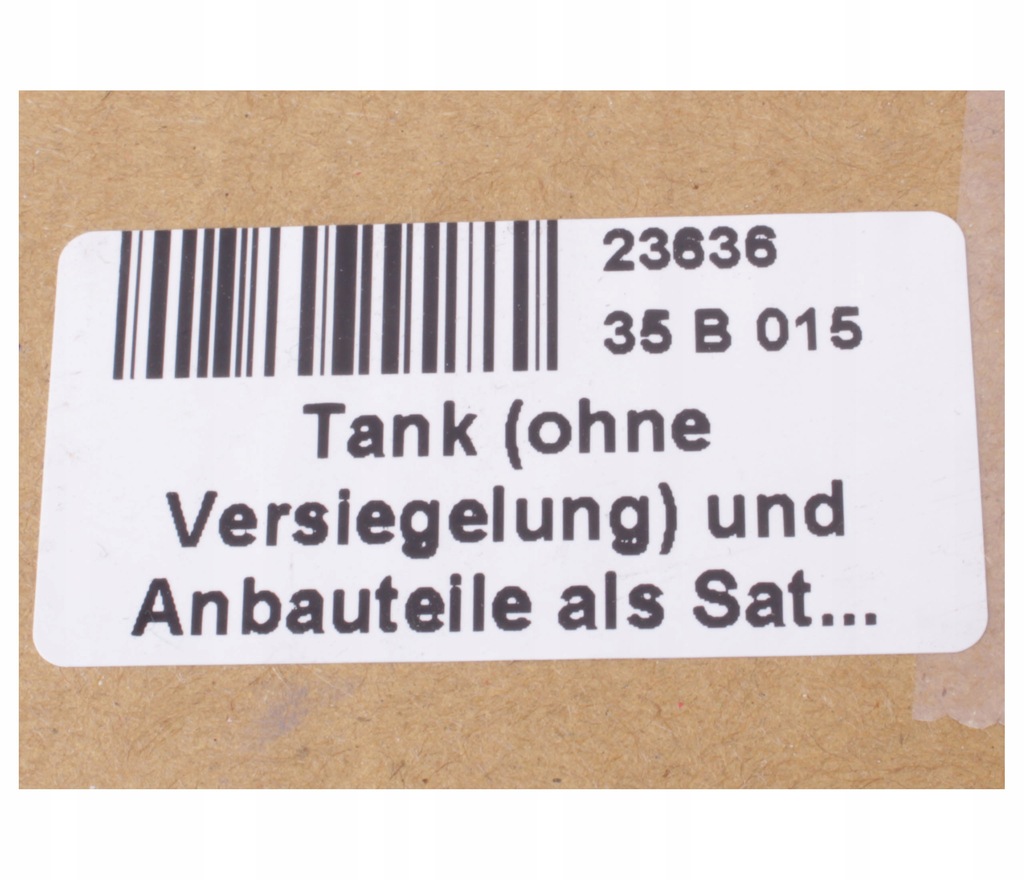 23636
35 B 015
Tank (ohne
Versiegelung) und
Anbauteile als Sat...